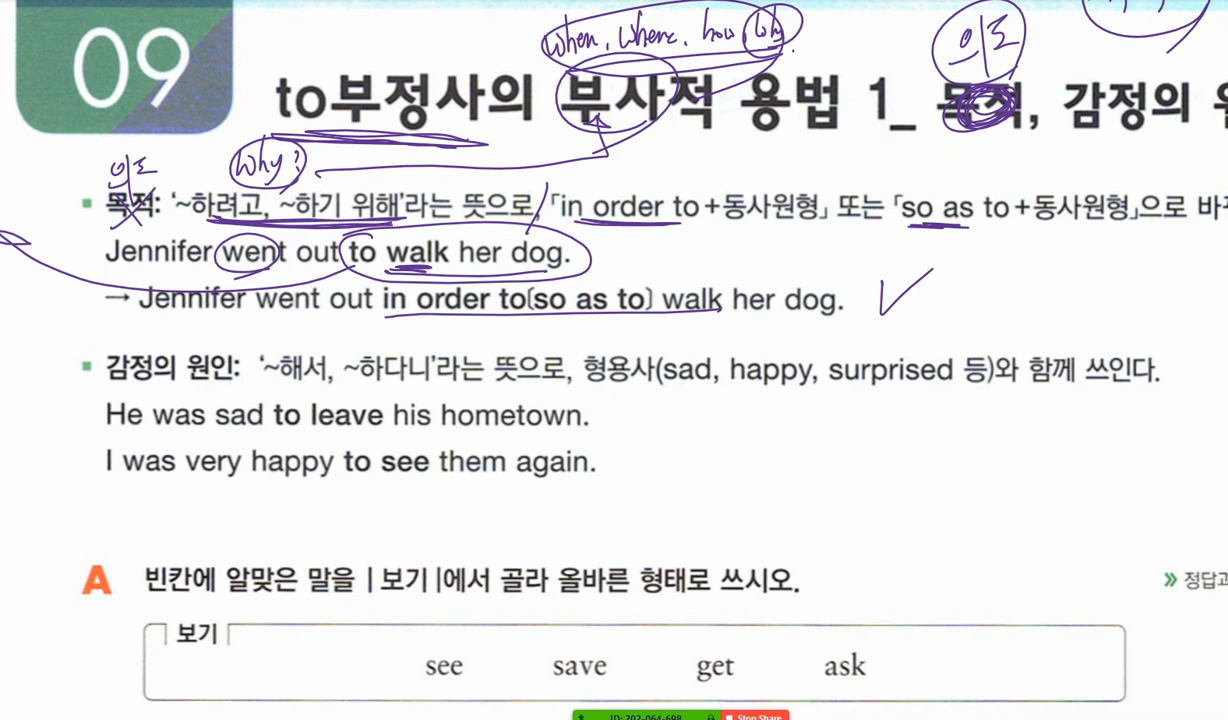 when, where, how, why.
의도
09
to부정사의 부사적 용법 1_ 목적, 감정의
의도 why?
목적: ‘~하려고, ~하기 위해’라는 뜻으로, 「in order to+동사원형」 또는 「so as to+동사원형」으로
Jennifer went out to walk her dog.
→ Jennifer went out in order to(so as to) walk her dog.
감정의 원인: ‘~해서, ~하다니’라는 뜻으로, 형용사(sad, happy, surprised 등)와 함께 쓰인다.
He was sad to leave his hometown.
I was very happy to see them again.
A 빈칸에 알맞은 말을 |보기|에서 골라 올바른 형태로 쓰시오.
» 정답과
보기
see save get ask
ID: 202-064-698 Stop Share